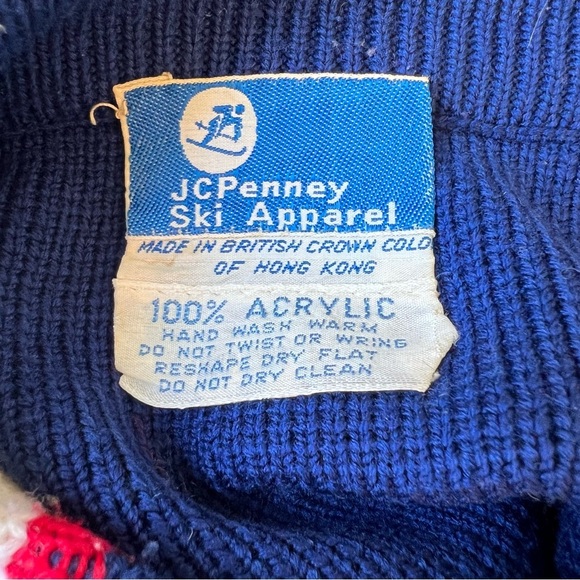 JCPenney
Ski Apparel
MADE IN BRITISH CROWN COLO
OF HONG KONG
100% ACRYLIC
HAND WASH WARM
DO NOT TWIST OR WRING
RESHAPE DRY FLAT
DO NOT DRY CLEAN